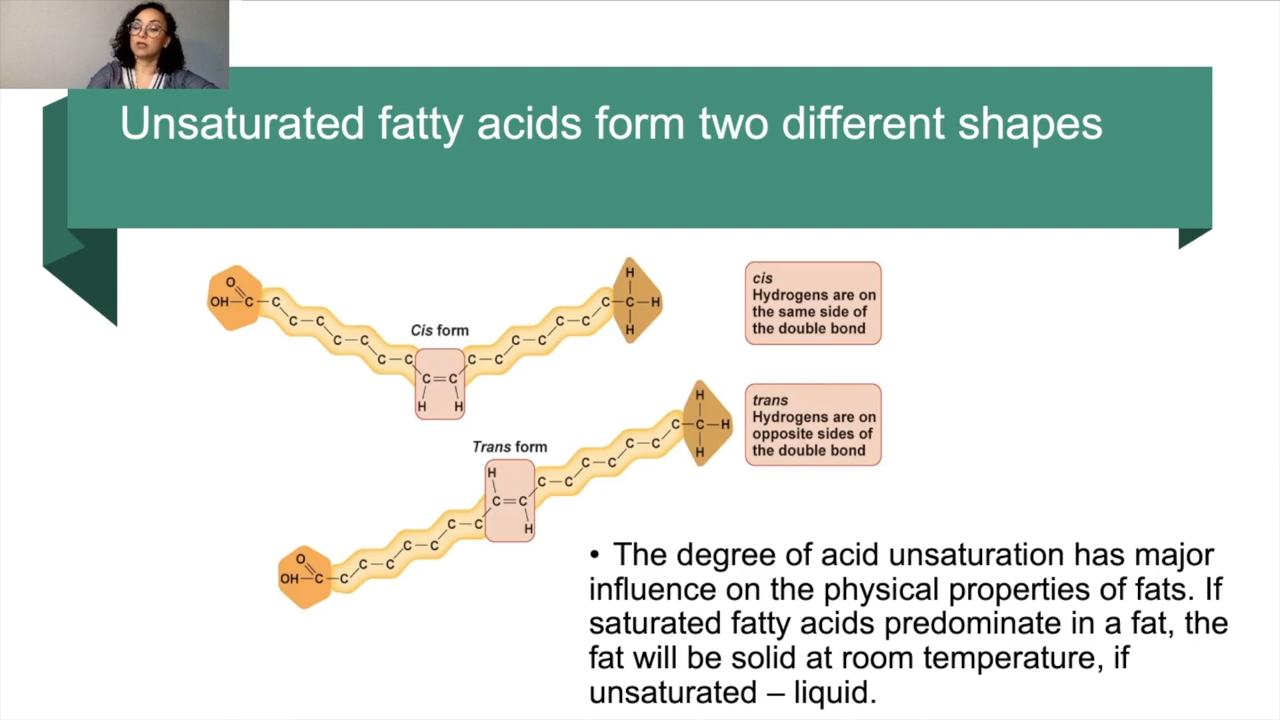 Unsaturated fatty acids form two different shapes
O
OH—C—C
C—C
C—C
C—C
C=C
H H
C—C
C—C
C—C
C—C—H
H
H
Cis form
cis
Hydrogens are on
the same side of
the double bond
Trans form
H
C=C
H
O
OH—C—C
C—C
C—C
C—C
C—C
C—C
C—C
C—C—H
H
H
trans
Hydrogens are on
opposite sides of
the double bond
• The degree of acid unsaturation has major
influence on the physical properties of fats. If
saturated fatty acids predominate in a fat, the
fat will be solid at room temperature, if
unsaturated – liquid.